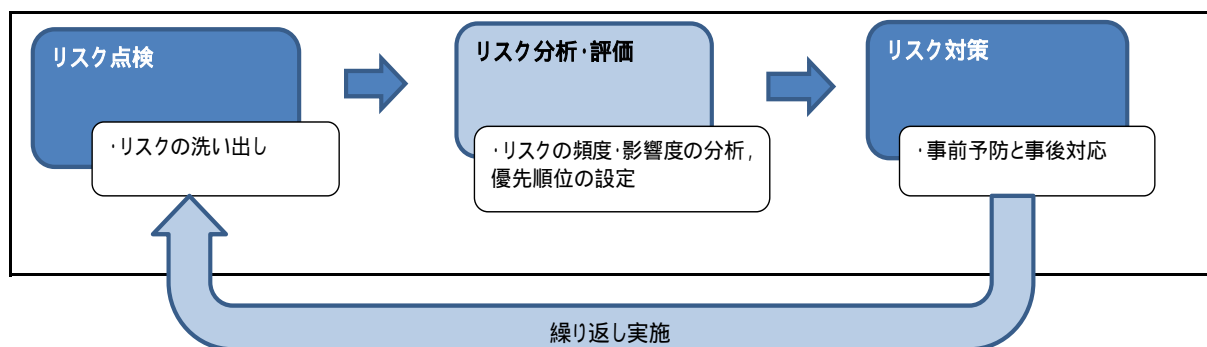 リスク点検
・リスクの洗い出し
リスク分析・評価
・リスクの頻度・影響度の分析,
優先順位の設定
リスク対策
・事前予防と事後対応
繰り返し実施